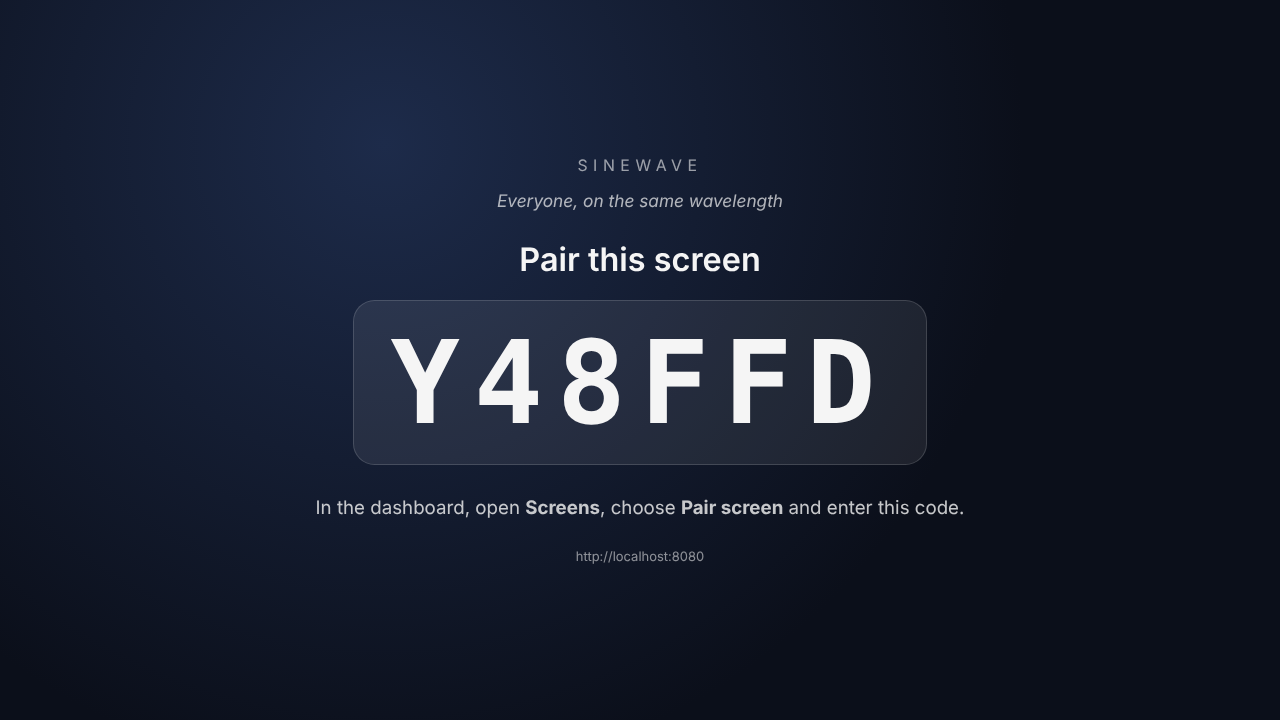 SINEWAVE
Everyone, on the same wavelength
Pair this screen
Y48FFD
In the dashboard, open Screens, choose Pair screen and enter this code.
http://localhost:8080